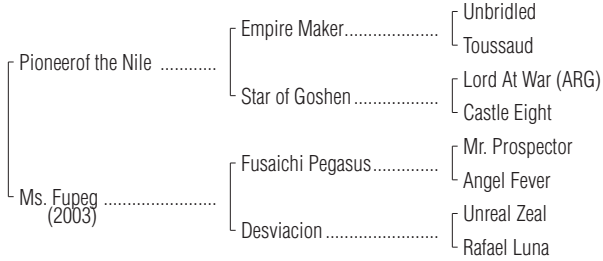 Unbridled
Empire Maker.....................
Toussaud
Pioneerof the Nile ............
Lord At War (ARG)
Star of Goshen ...................
Castle Eight
Mr. Prospector
Fusaichi Pegasus...............
Angel Fever
Ms. Fupeg ........................
(2003)
Unreal Zeal
Desviacion .........................
Rafael Luna